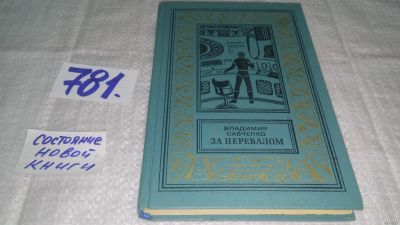 781.
СОСТОЯНИЕ
НОВОЙ
КНИГИ
ВЛАДИМИР
САВЧЕНКО
ЗА ПЕРЕВАЛОМ